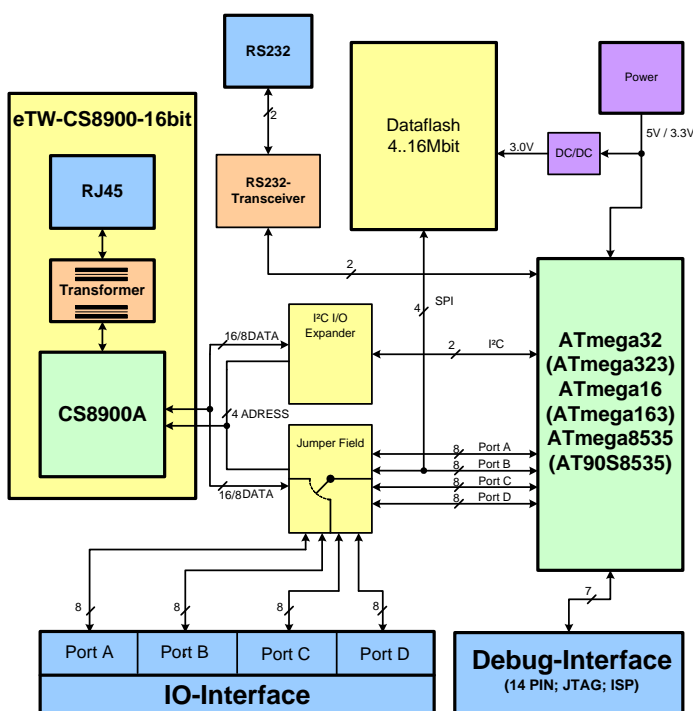 RS232
Power
eTW-CS8900-16bit
2
5V / 3.3V
Dataflash
4..16Mbit
3.0V
DC/DC
RJ45
RS232-
Transceiver
2
Transformer
4
SPI
I²C I/O
Expander
16/8DATA
2
I²C
ATmega32
(ATmega323)
ATmega16
(ATmega163)
ATmega8535
(AT90S8535)
CS8900A
4 ADRESS
Jumper Field
8
Port A
8
Port B
8
Port C
8
Port D
16/8DATA
7
8
8
8
8
Port A
Port B
Port C
Port D
IO-Interface
Debug-Interface
(14 PIN; JTAG; ISP)